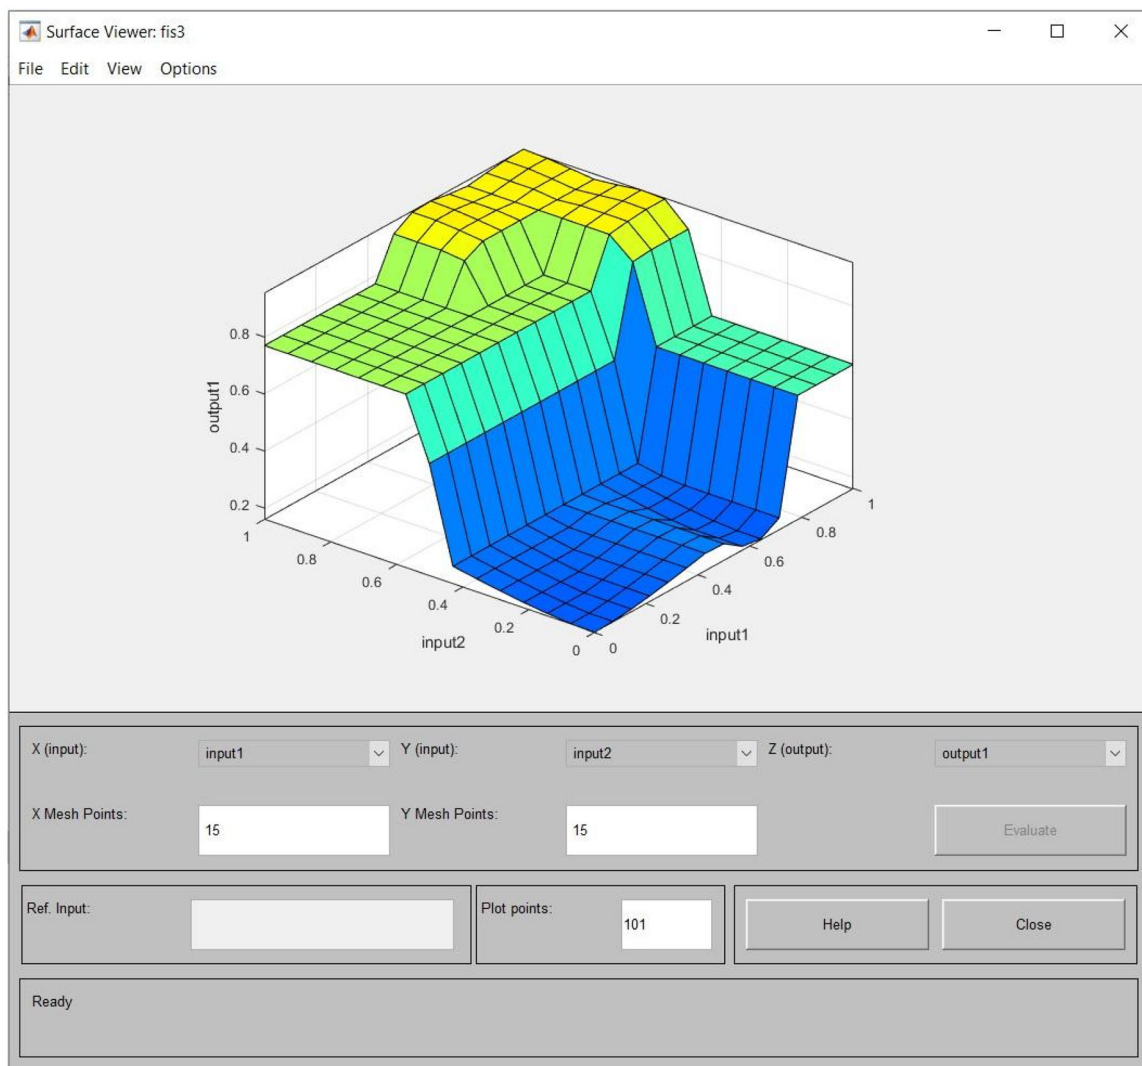 Surface Viewer: fis3
File Edit View Options
0.8
0.6
0.4
0.2
output1
1
0.8
0.6
0.4
0.2
0
input2
0
0.2
0.4
0.6
0.8
1
input1
X (input): input1 Y (input): input2 Z (output): output1
X Mesh Points: 15 Y Mesh Points: 15 Evaluate
Ref. Input: Plot points: 101 Help Close
Ready